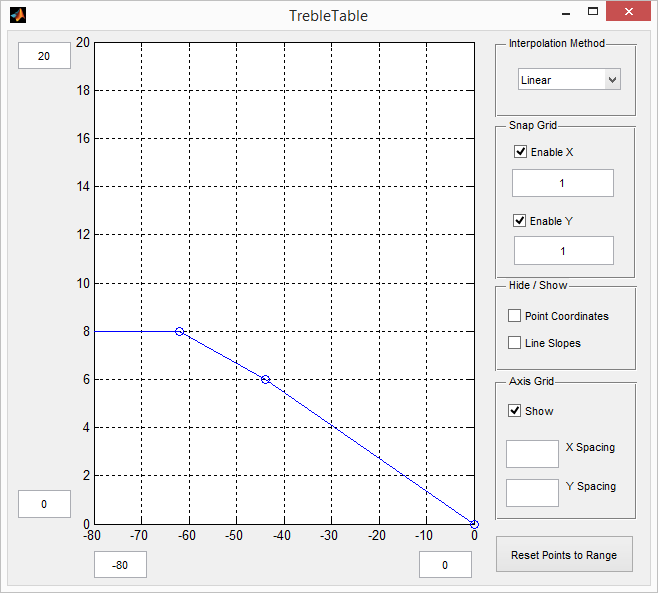 TrebleTable
20
20
18
16
14
12
10
8
6
4
2
0
0
-80 -70 -60 -50 -40 -30 -20 -10 0
-80
0
Interpolation Method
Linear
Snap Grid
Enable X
1
Enable Y
1
Hide / Show
Point Coordinates
Line Slopes
Axis Grid
Show
X Spacing
Y Spacing
Reset Points to Range